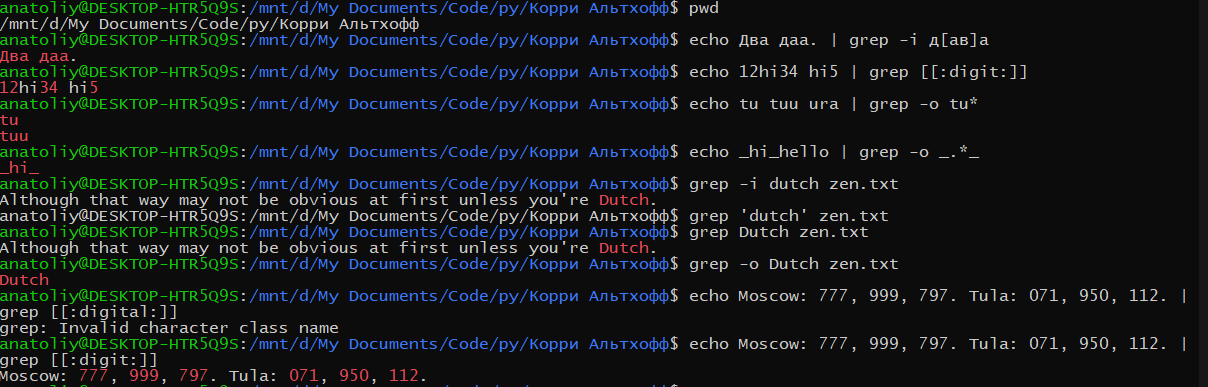 anatoliy@DESKTOP-HTR5Q9S:/mnt/d/My Documents/Code/py/Корри Альтхофф$ pwd
/mnt/d/My Documents/Code/py/Корри Альтхофф
anatoliy@DESKTOP-HTR5Q9S:/mnt/d/My Documents/Code/py/Корри Альтхофф$ echo Два даа. | grep -i д[ав]а
Два даа.
anatoliy@DESKTOP-HTR5Q9S:/mnt/d/My Documents/Code/py/Корри Альтхофф$ echo 12hi34 hi5 | grep [[:digit:]]
12hi34 hi5
anatoliy@DESKTOP-HTR5Q9S:/mnt/d/My Documents/Code/py/Корри Альтхофф$ echo tu tuu ura | grep -o tu*
tu
tuu
anatoliy@DESKTOP-HTR5Q9S:/mnt/d/My Documents/Code/py/Корри Альтхофф$ echo _hi_hello | grep -o _.*_
_hi_
anatoliy@DESKTOP-HTR5Q9S:/mnt/d/My Documents/Code/py/Корри Альтхофф$ grep -i dutch zen.txt
Although that way may not be obvious at first unless you're Dutch.
anatoliy@DESKTOP-HTR5Q9S:/mnt/d/My Documents/Code/py/Корри Альтхофф$ grep 'dutch' zen.txt
anatoliy@DESKTOP-HTR5Q9S:/mnt/d/My Documents/Code/py/Корри Альтхофф$ grep Dutch zen.txt
Although that way may not be obvious at first unless you're Dutch.
anatoliy@DESKTOP-HTR5Q9S:/mnt/d/My Documents/Code/py/Корри Альтхофф$ grep -o Dutch zen.txt
Dutch
anatoliy@DESKTOP-HTR5Q9S:/mnt/d/My Documents/Code/py/Корри Альтхофф$ echo Moscow: 777, 999, 797. Tula: 071, 950, 112. |
grep [[:digital:]]
grep: Invalid character class name
anatoliy@DESKTOP-HTR5Q9S:/mnt/d/My Documents/Code/py/Корри Альтхофф$ echo Moscow: 777, 999, 797. Tula: 071, 950, 112. |
grep [[:digit:]]
Moscow: 777, 999, 797. Tula: 071, 950, 112.